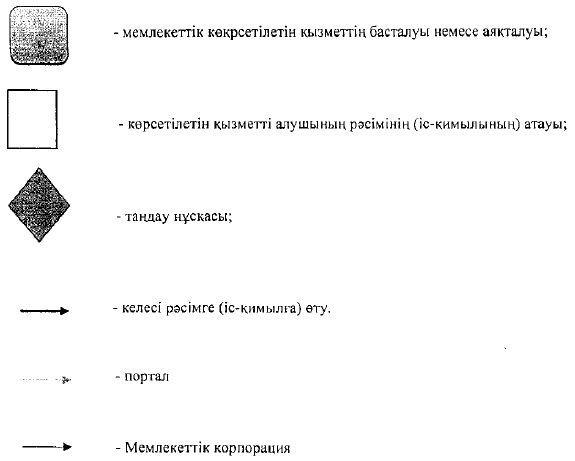 - мемлекеттік көкрсетілетін қызметтің басталуы немесе аяқталуы;
- көрсетілетін қызметті алушының рәсімінің (іс-қимылының) атауы;
- таңдау нұсқасы;
- келесі рәсімге (іс-қимылға) өту.
- портал
- Мемлекеттік корпорация